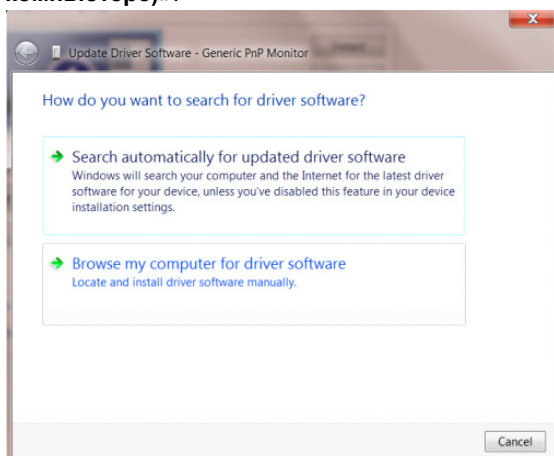 Update Driver Software - Generic PnP Monitor
How do you want to search for driver software?
Search automatically for updated driver software
Windows will search your computer and the Internet for the latest driver
software for your device, unless you've disabled this feature in your device
installation settings.
Browse my computer for driver software
Locate and install driver software manually.
Cancel